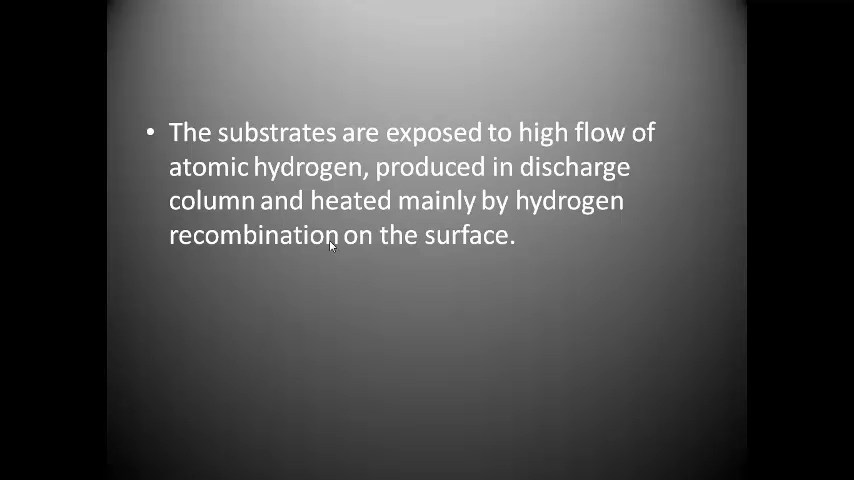 • The substrates are exposed to high flow of
atomic hydrogen, produced in discharge
column and heated mainly by hydrogen
recombination on the surface.